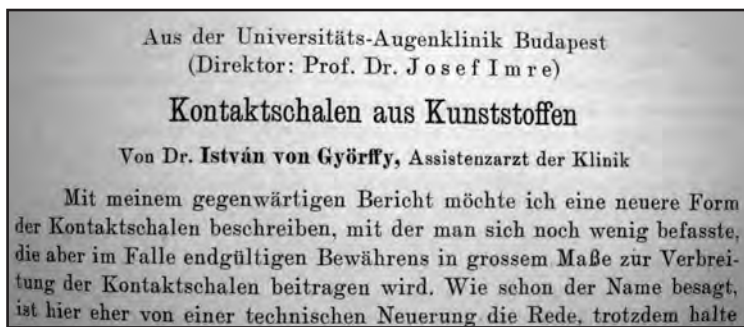 Aus der Universitäts-Augenklinik Budapest
(Direktor: Prof. Dr. Josef Imre)
Kontaktschalen aus Kunststoffen
Von Dr. István von Györffy, Assistenzarzt der Klinik
Mit meinem gegenwärtigen Bericht möchte ich eine neuere Form
der Kontaktschalen beschreiben, mit der man sich noch wenig befasste,
die aber im Falle endgültigen Bewährens in grossem Maße zur Verbrei-
tung der Kontaktschalen beitragen wird. Wie schon der Name besagt,
ist hier eher von einer technischen Neuerung die Rede, trotzdem halte